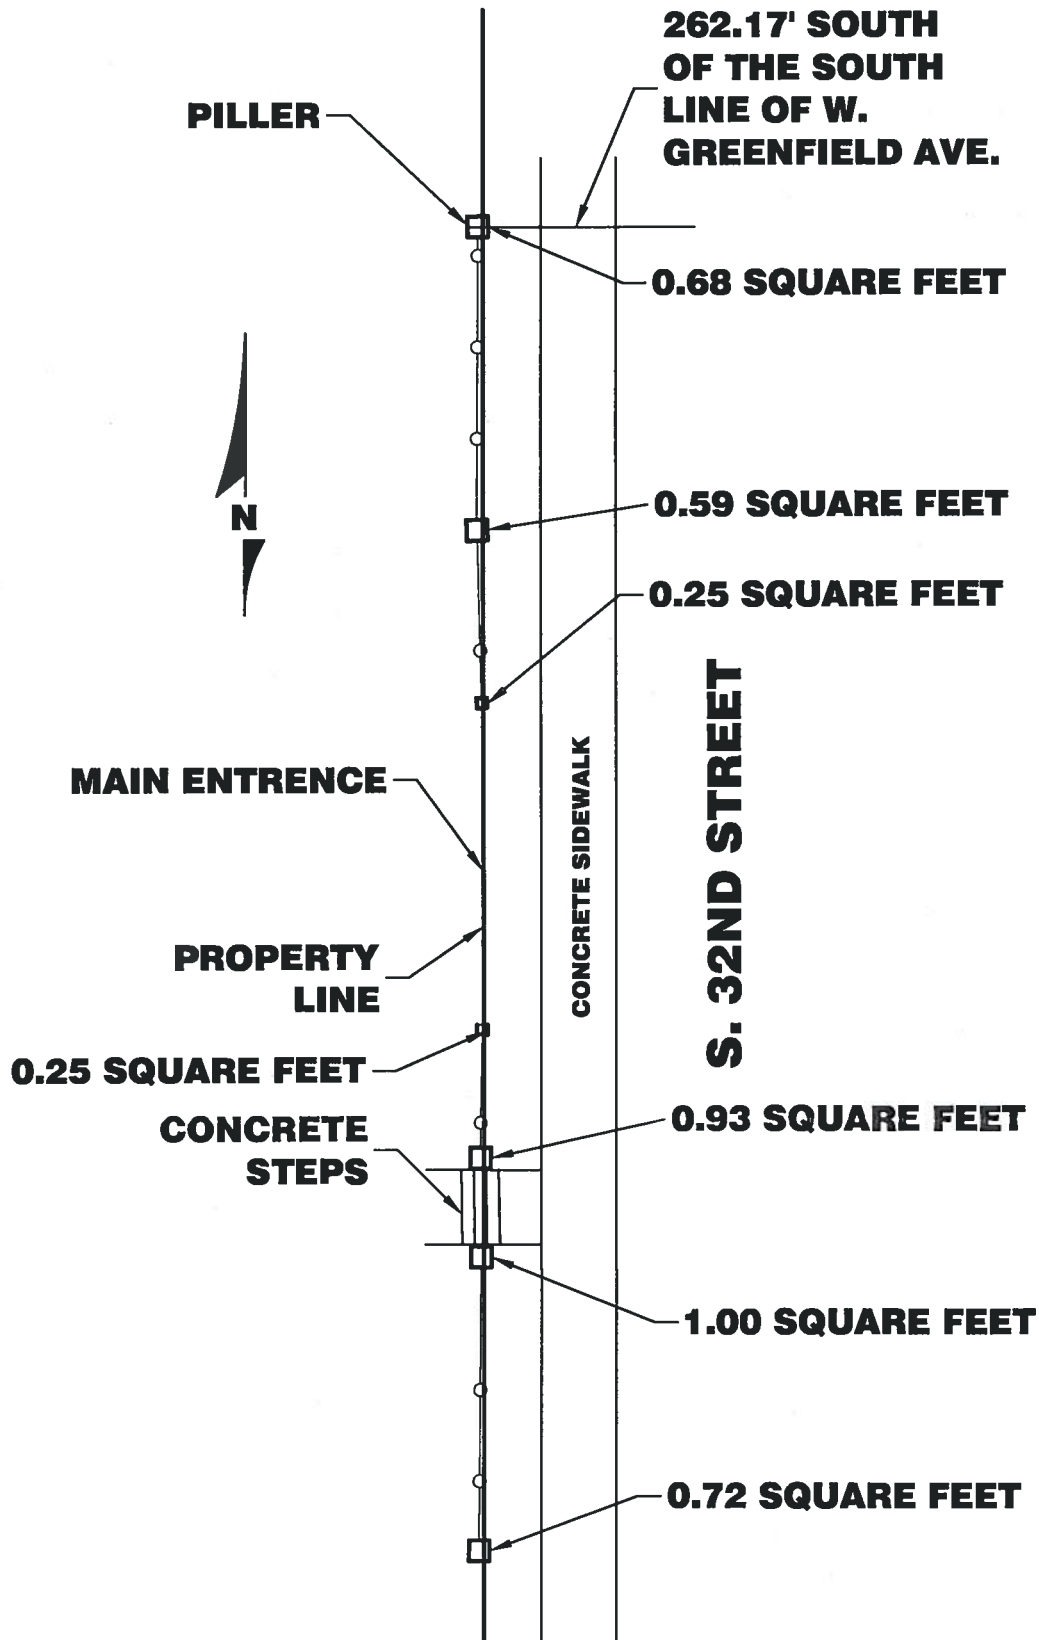 262.17' SOUTH
OF THE SOUTH
LINE OF W.
GREENFIELD AVE.
PILLER
0.68 SQUARE FEET
N
0.59 SQUARE FEET
0.25 SQUARE FEET
S. 32ND STREET
CONCRETE SIDEWALK
MAIN ENTRENCE
PROPERTY
LINE
0.25 SQUARE FEET
0.93 SQUARE FEET
CONCRETE
STEPS
1.00 SQUARE FEET
0.72 SQUARE FEET